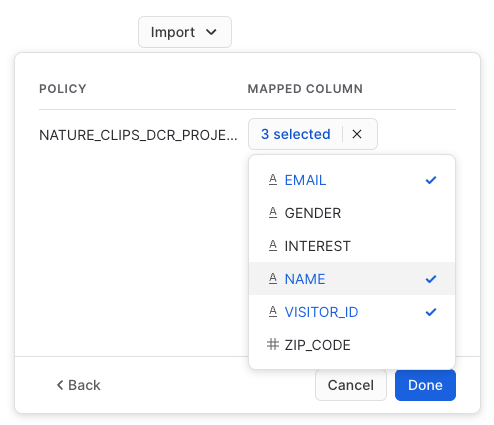 Import
POLICY MAPPED COLUMN
NATURE_CLIPS_DCR_PROJE... 3 selected
A EMAIL
A GENDER
A INTEREST
A NAME
A VISITOR_ID
# ZIP_CODE
Back Cancel Done